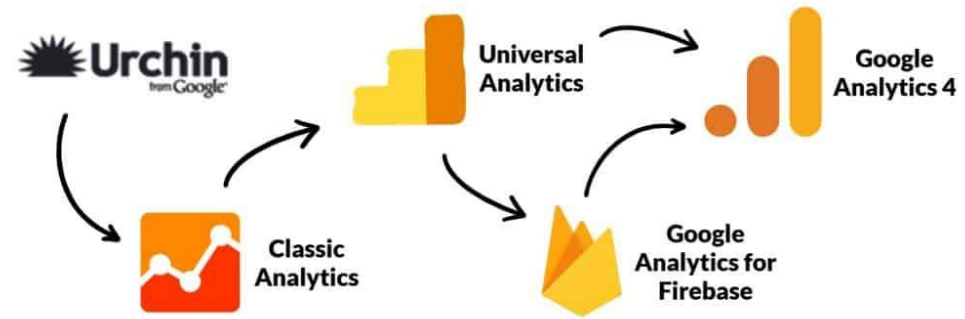 Urchin
from Google
Classic
Analytics
Universal
Analytics
Google
Analytics for
Firebase
Google
Analytics 4